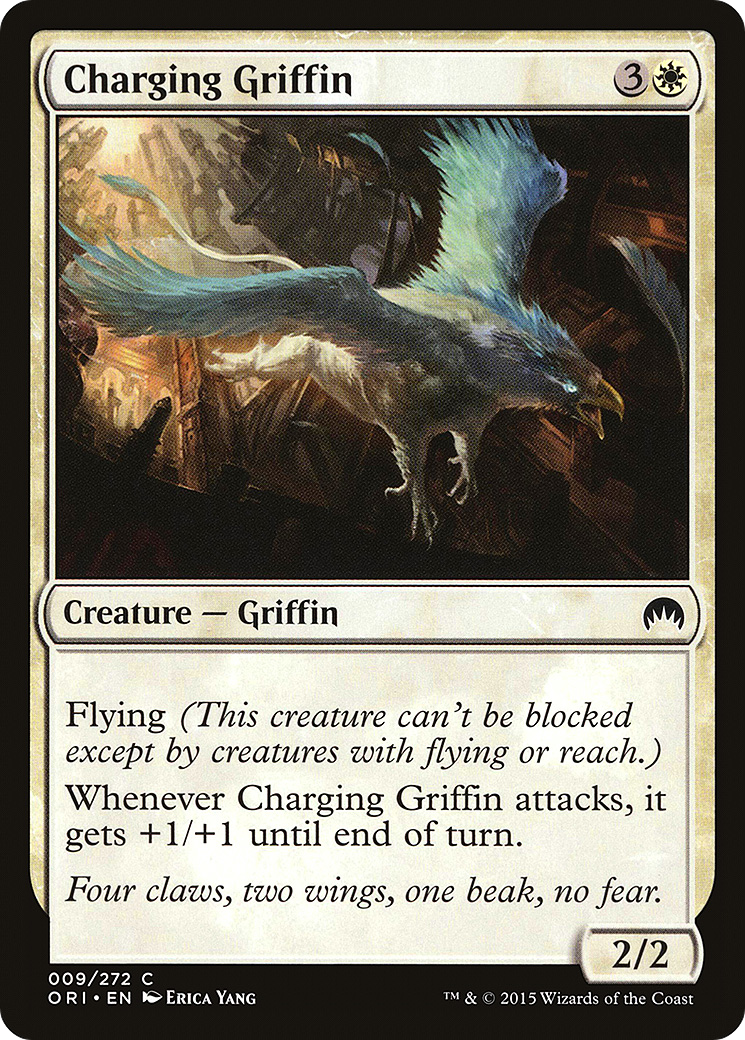 Charging Griffin 3
Creature — Griffin
Flying (This creature can't be blocked
except by creatures with flying or reach.)
Whenever Charging Griffin attacks, it
gets +1/+1 until end of turn.
Four claws, two wings, one beak, no fear.
2/2
009/272 C
ORI • EN Erica Yang
™ & © 2015 Wizards of the Coast